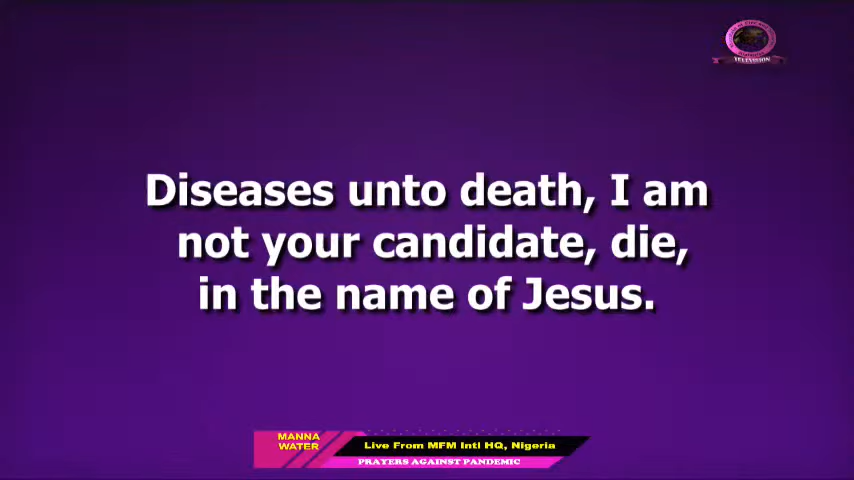 TELEVISION
Diseases unto death, I am
not your candidate, die,
in the name of Jesus.
MANNA
WATER
Live From MFM Intl HQ, Nigeria
PRAYERS AGAINST PANDEMIC